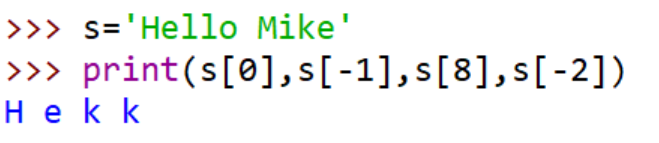 >>> s='Hello Mike'
>>> print(s[0],s[-1],s[8],s[-2])
H e k k